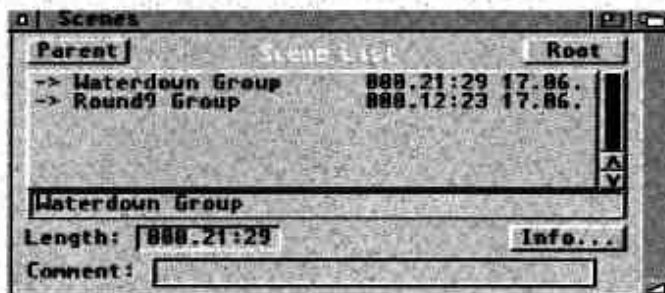 Scenes
Parent Scene List Root
-> Waterdown Group 000.21:29 17.06.
-> Round9 Group 000.12:23 17.06.
Waterdown Group
Length: 000.21:29 Info...
Comment: